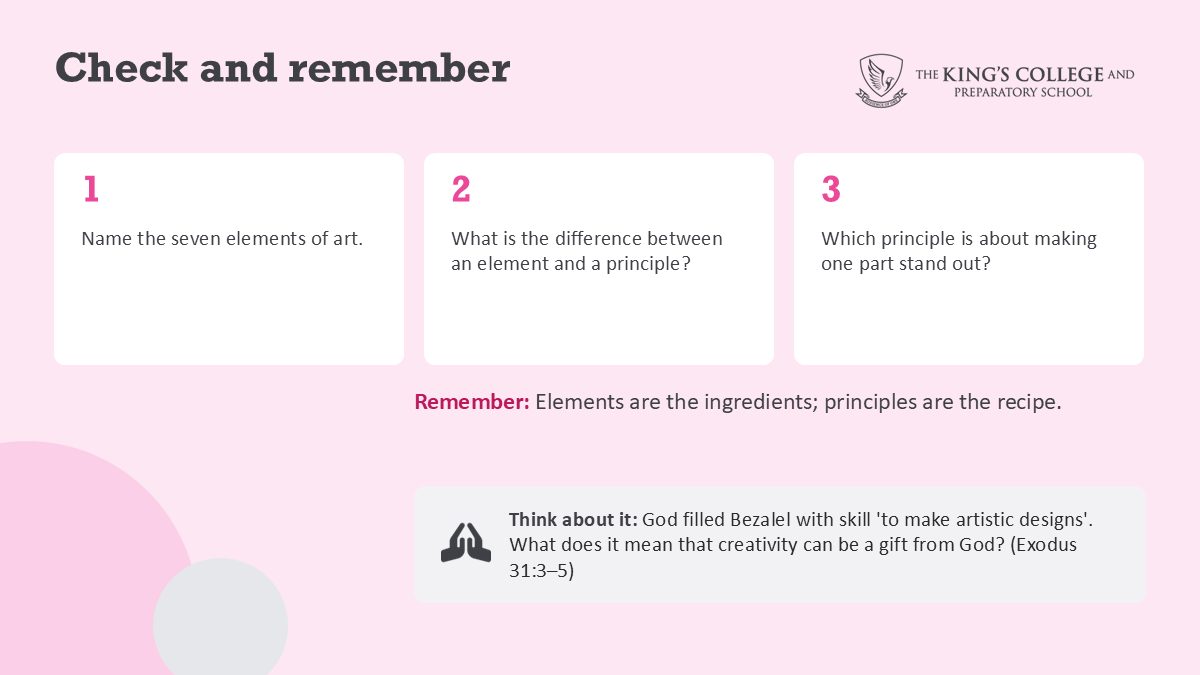 Check and remember
THE KING'S COLLEGE AND
PREPARATORY SCHOOL
1
Name the seven elements of art.
2
What is the difference between
an element and a principle?
3
Which principle is about making
one part stand out?
Remember: Elements are the ingredients; principles are the recipe.
Think about it: God filled Bezalel with skill 'to make artistic designs'.
What does it mean that creativity can be a gift from God? (Exodus
31:3–5)